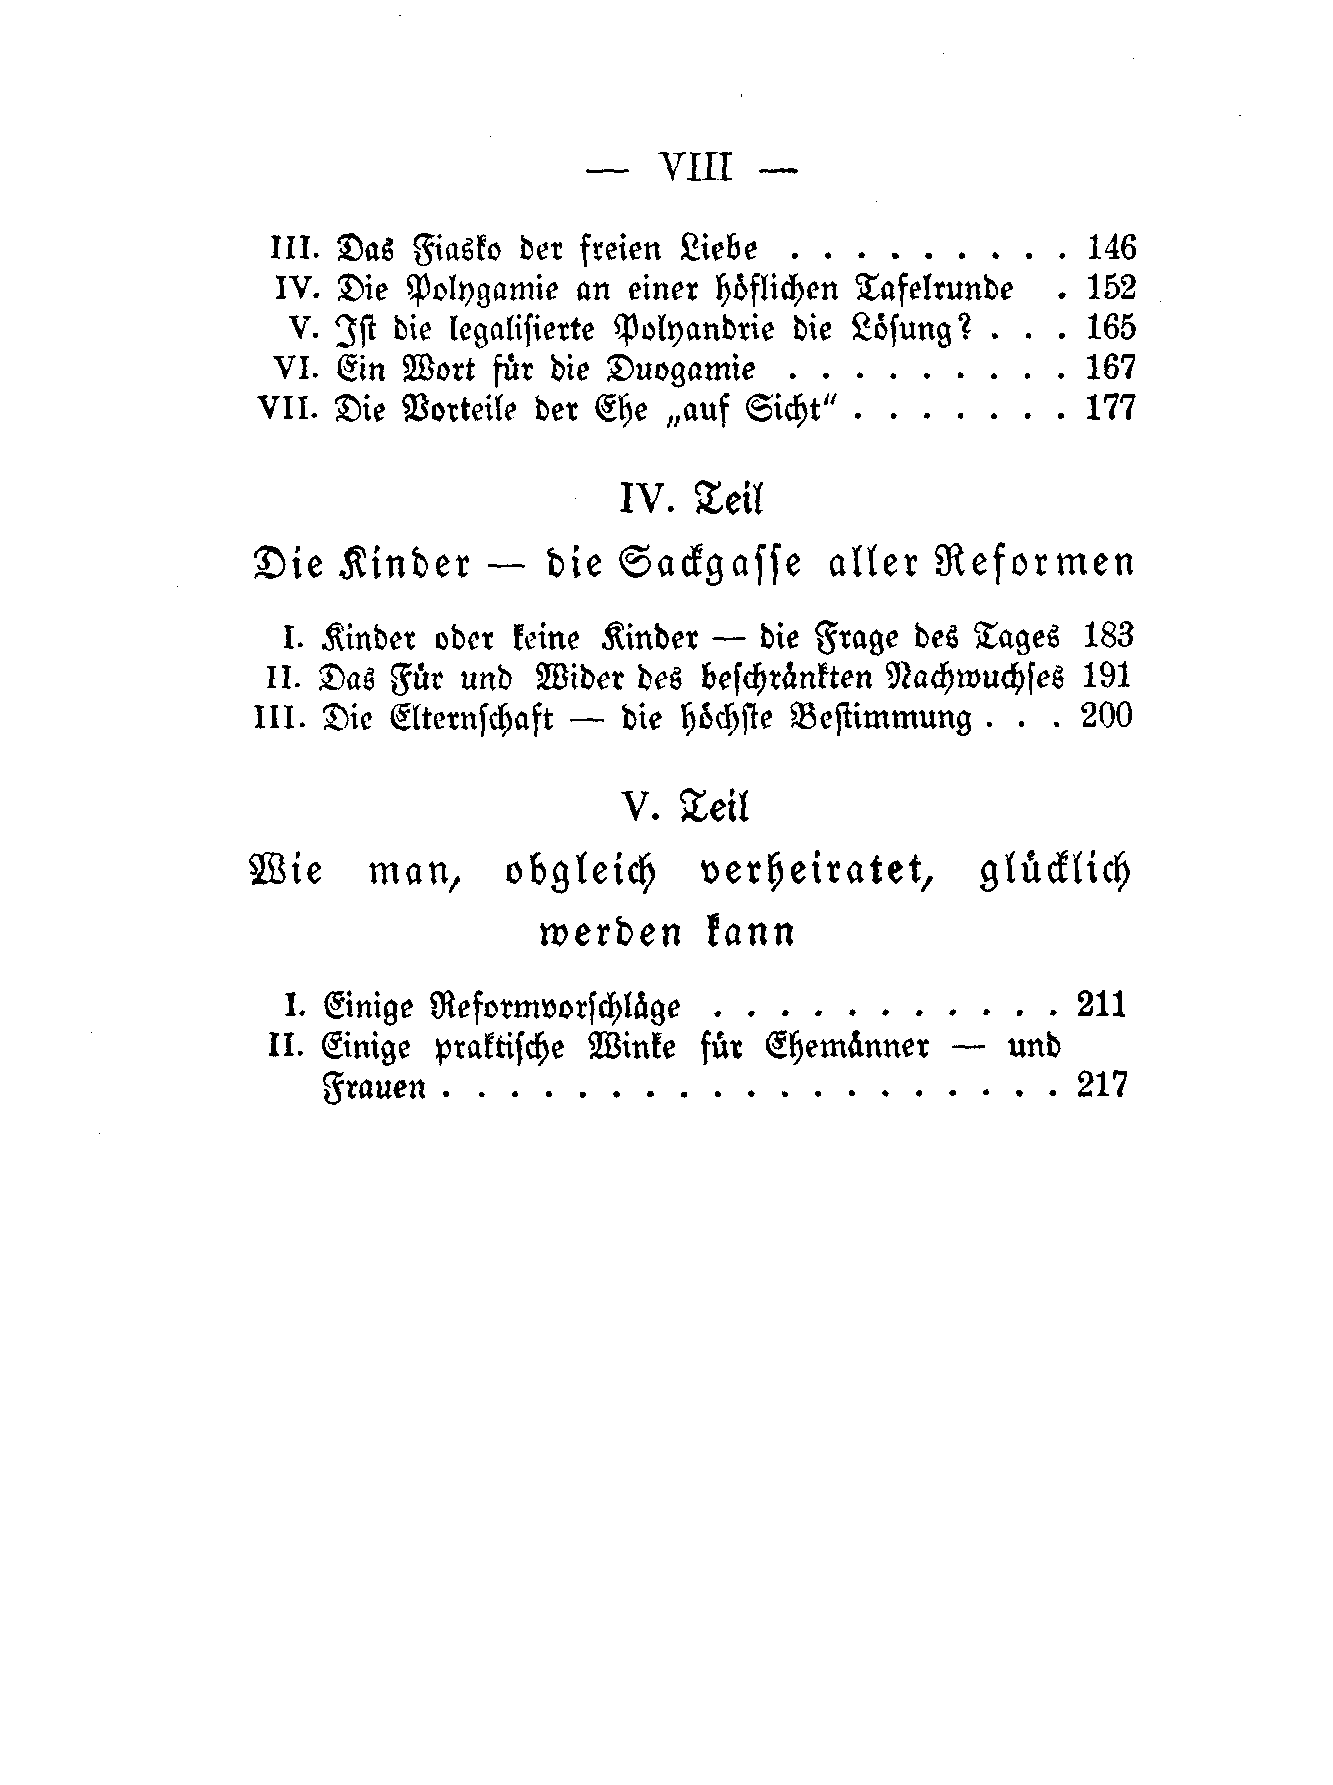 — VIII —
III. Das Fiasko der freien Liebe . . . . . . . . . 146
IV. Die Polygamie an einer höflichen Tafelrunde . 152
V. Ist die legalisierte Polyandrie die Lösung? . . . 165
VI. Ein Wort für die Duogamie . . . . . . . . . 167
VII. Die Vorteile der Ehe „auf Sicht“ . . . . . . . 177
IV. Teil
Die Kinder — die Sackgasse aller Reformen
I. Kinder oder keine Kinder — die Frage des Tages 183
II. Das Für und Wider des beschränkten Nachwuchses 191
III. Die Elternschaft — die höchste Bestimmung . . . 200
V. Teil
Wie man, obgleich verheiratet, glücklich
werden kann
I. Einige Reformvorschläge . . . . . . . . . . . 211
II. Einige praktische Winke für Ehemänner — und
Frauen . . . . . . . . . . . . . . . . . . . 217